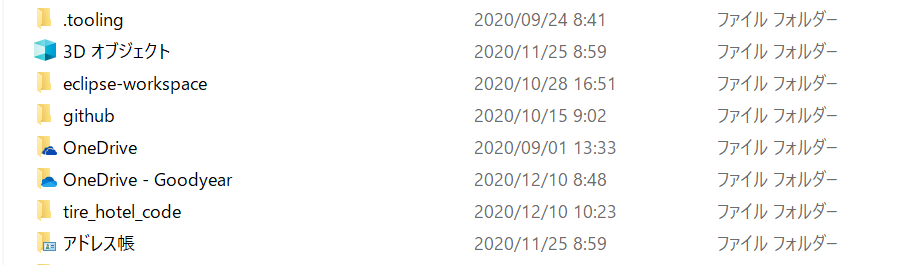 .tooling 2020/09/24 8:41 ファイル フォルダー
3D オブジェクト 2020/11/25 8:59 ファイル フォルダー
eclipse-workspace 2020/10/28 16:51 ファイル フォルダー
github 2020/10/15 9:02 ファイル フォルダー
OneDrive 2020/09/01 13:33 ファイル フォルダー
OneDrive - Goodyear 2020/12/10 8:48 ファイル フォルダー
tire_hotel_code 2020/12/10 10:23 ファイル フォルダー
アドレス帳 2020/11/25 8:59 ファイル フォルダー